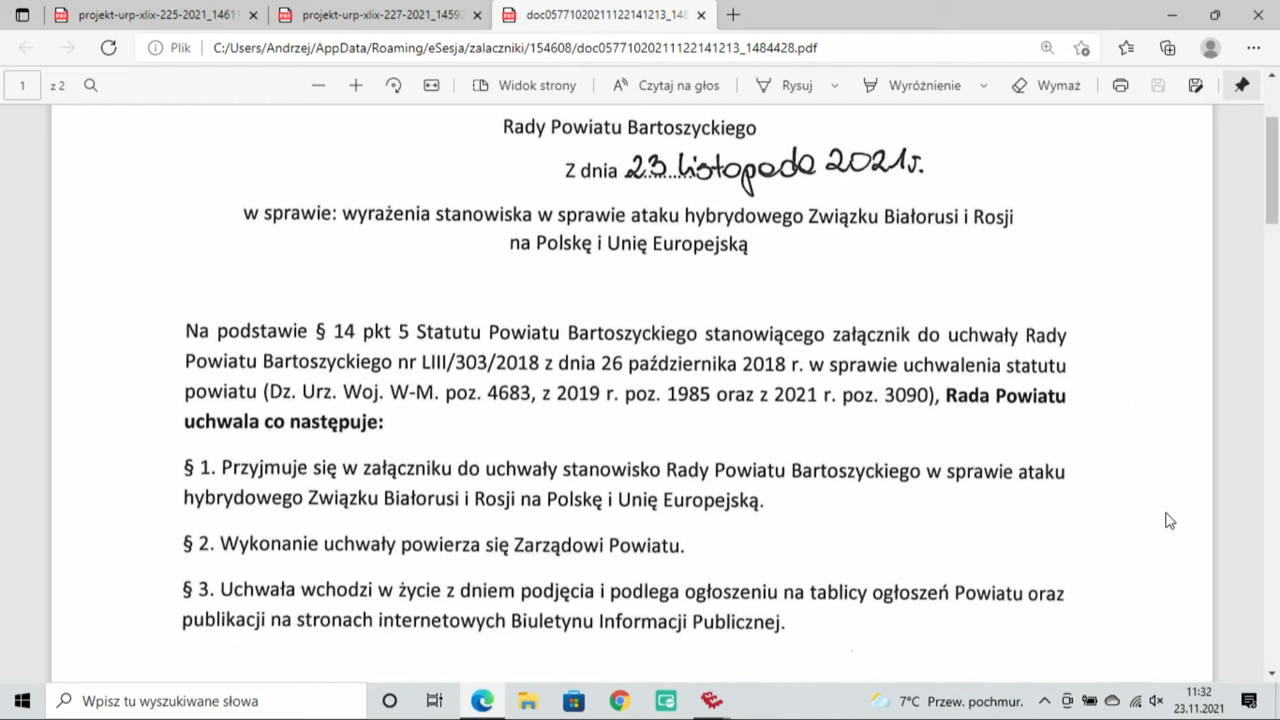 projekt-urp-xlix-225-2021_1461
projekt-urp-xlix-227-2021_1459
doc05771020211122141213_148
Plik
C:/Users/Andrzej/AppData/Roaming/eSesja/zalaczniki/154608/doc05771020211122141213_1484428.pdf
1 z 2
Widok strony
Czytaj na głos
Rysuj
Wyróżnienie
Wymaż
Rady Powiatu Bartoszyckiego
Z dnia 23 listopada 2021r.
w sprawie: wyrażenia stanowiska w sprawie ataku hybrydowego Związku Białorusi i Rosji
na Polskę i Unię Europejską
Na podstawie § 14 pkt 5 Statutu Powiatu Bartoszyckiego stanowiącego załącznik do uchwały Rady
Powiatu Bartoszyckiego nr LIII/303/2018 z dnia 26 października 2018 r. w sprawie uchwalenia statutu
powiatu (Dz. Urz. Woj. W-M. poz. 4683, z 2019 r. poz. 1985 oraz z 2021 r. poz. 3090), Rada Powiatu
uchwala co następuje:
§ 1. Przyjmuje się w załączniku do uchwały stanowisko Rady Powiatu Bartoszyckiego w sprawie ataku
hybrydowego Związku Białorusi i Rosji na Polskę i Unię Europejską.
§ 2. Wykonanie uchwały powierza się Zarządowi Powiatu.
§ 3. Uchwała wchodzi w życie z dniem podjęcia i podlega ogłoszeniu na tablicy ogłoszeń Powiatu oraz
publikacji na stronach internetowych Biuletynu Informacji Publicznej.
Wpisz tu wyszukiwane słowa
7°C Przew. pochmur.
11:32
23.11.2021